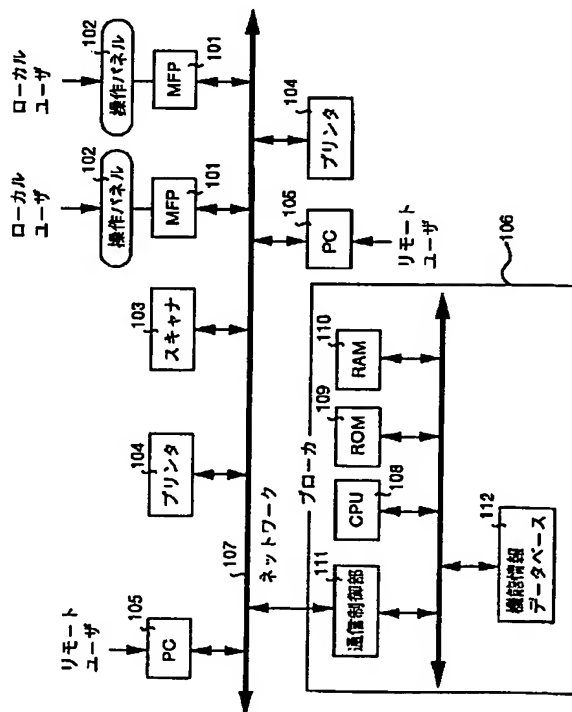 リモート
ユーザ
105
PC
プリンタ
104
スキャナ
103
ローカル
ユーザ
操作パネル
102
MFP
101
ローカル
ユーザ
操作パネル
102
MFP
101
107
ネットワーク
PC
105
リモート
ユーザ
プリンタ
104
106
ブローカ
111
通信制御部
CPU
108
ROM
109
RAM
110
112
機能情報
データベース